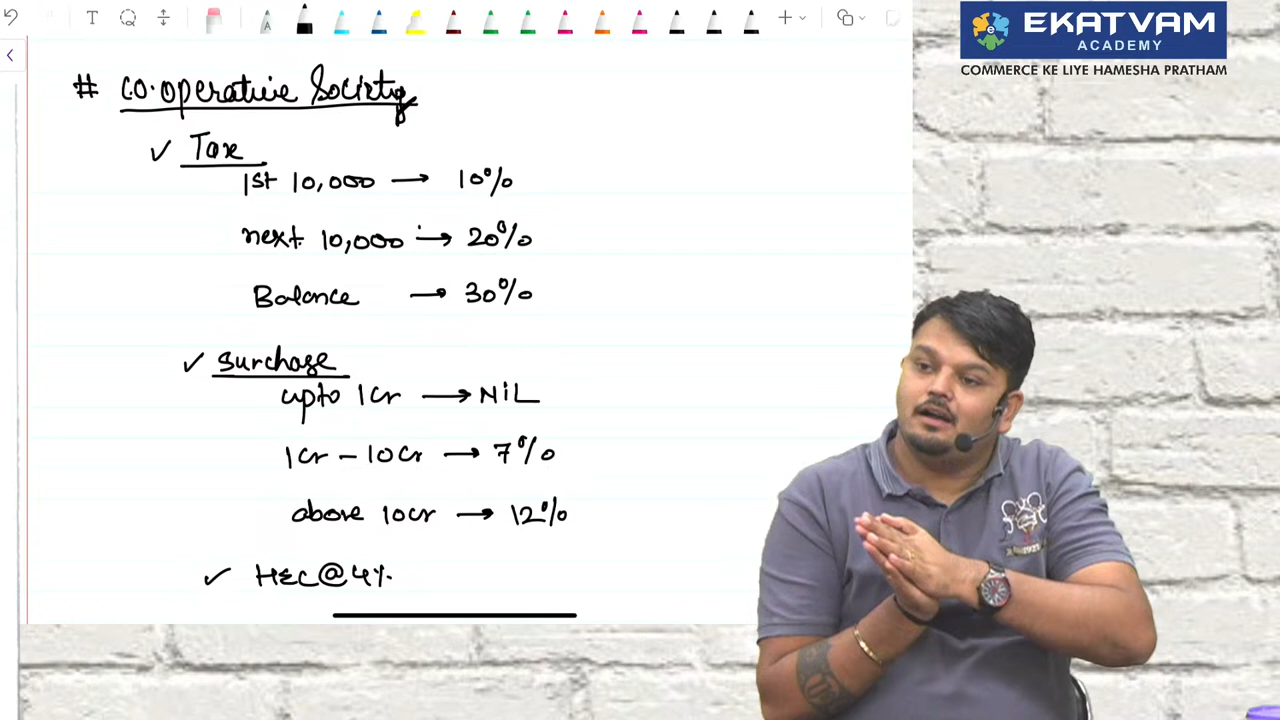 EKATVAM
ACADEMY
COMMERCE KE LIYE HAMESHA PRATHAM
# CO.operative Society
✓ Tax
1st 10,000 → 10%
next 10,000 → 20%
Balance → 30%
✓ Surchage
upto 1cr → NiL
1Cr - 10Cr → 7%
above 10cr → 12%
✓ HEC@4%.